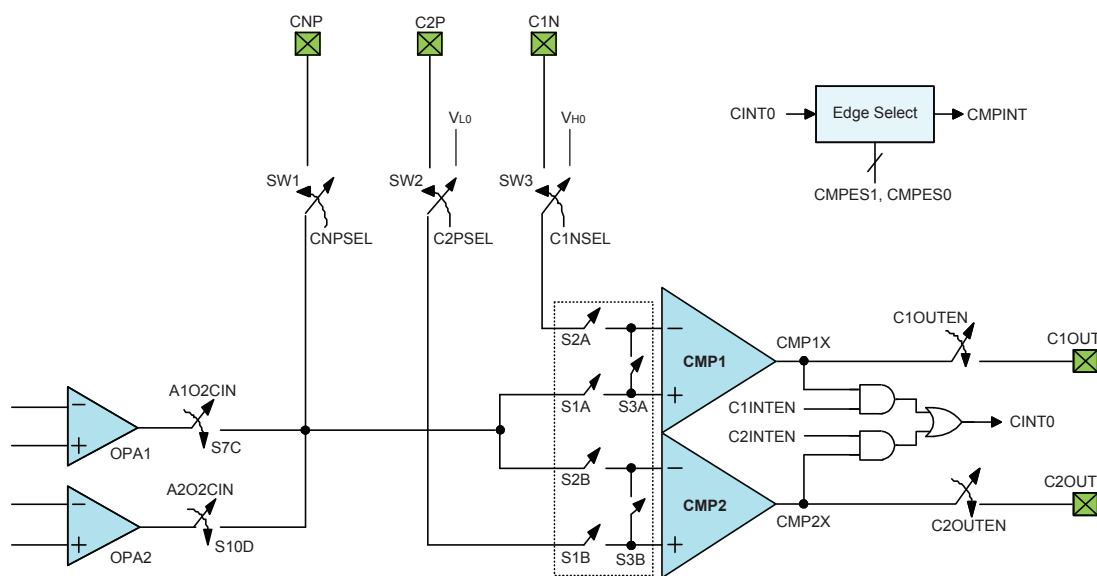 CNP
C2P
C1N
VL0
VH0
CINT0
Edge Select
CMPINT
SW1
SW2
SW3
CMPES1, CMPES0
CNPSEL
C2PSEL
C1NSEL
C1OUTEN
S2A
−
CMP1X
C1OUT
CMP1
A1O2CIN
S1A
S3A
+
C1INTEN
−
CINT0
+
C2INTEN
OPA1
S7C
S2B
−
A2O2CIN
CMP2
C2OUT
−
CMP2X
+
S10D
C2OUTEN
OPA2
S1B
S3B
+